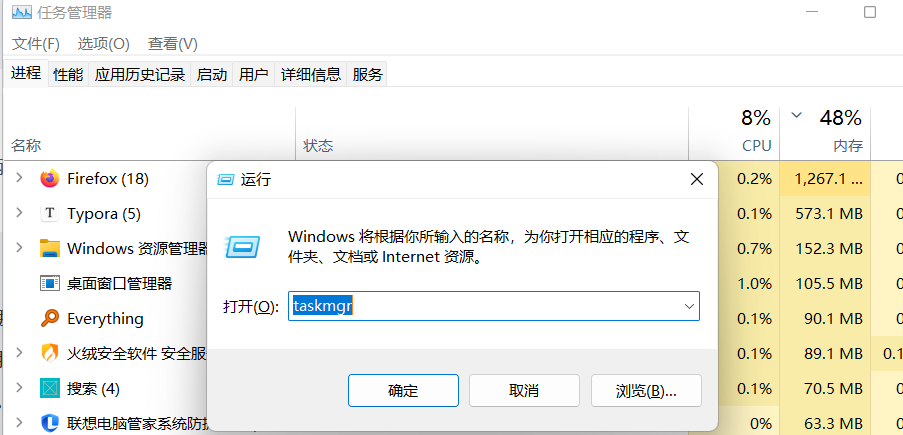 任务管理器
文件(F) 选项(O) 查看(V)
进程 性能 应用历史记录 启动 用户 详细信息 服务
8% 48%
名称 状态 CPU 内存
Firefox (18) 0.2% 1,267.1 ...
T Typora (5) 0.1% 573.1 MB
Windows 资源管理器 0.7% 152.3 MB
桌面窗口管理器 1.0% 105.5 MB
Everything 0.1% 90.1 MB
火绒安全软件 安全服 0.1% 89.1 MB 0.1
搜索 (4) 0.1% 70.5 MB
联想电脑管家系统防护 0% 63.3 MB
运行
Windows 将根据你所输入的名称，为你打开相应的程序、文
件夹、文档或 Internet 资源。
打开(O): taskmgr
确定 取消 浏览(B)...